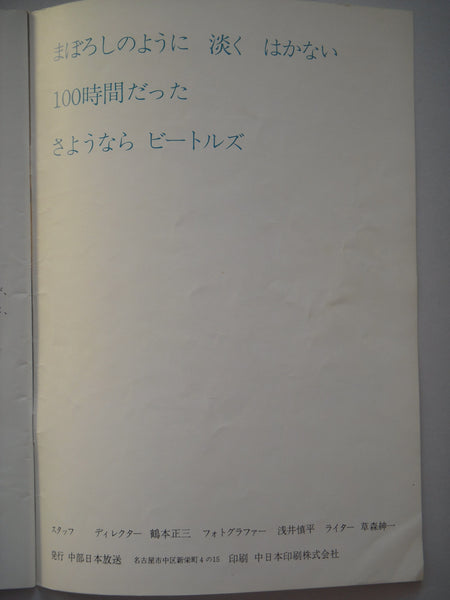 まぼろしのように 淡く はかない
100時間だった
さようなら ビートルズ
スタッフ ディレクター 鶴本正三 フォトグラファー 浅井慎平 ライター 草森紳一
発行 中部日本放送 名古屋市中区新栄町4の15 印刷 中日本印刷株式会社